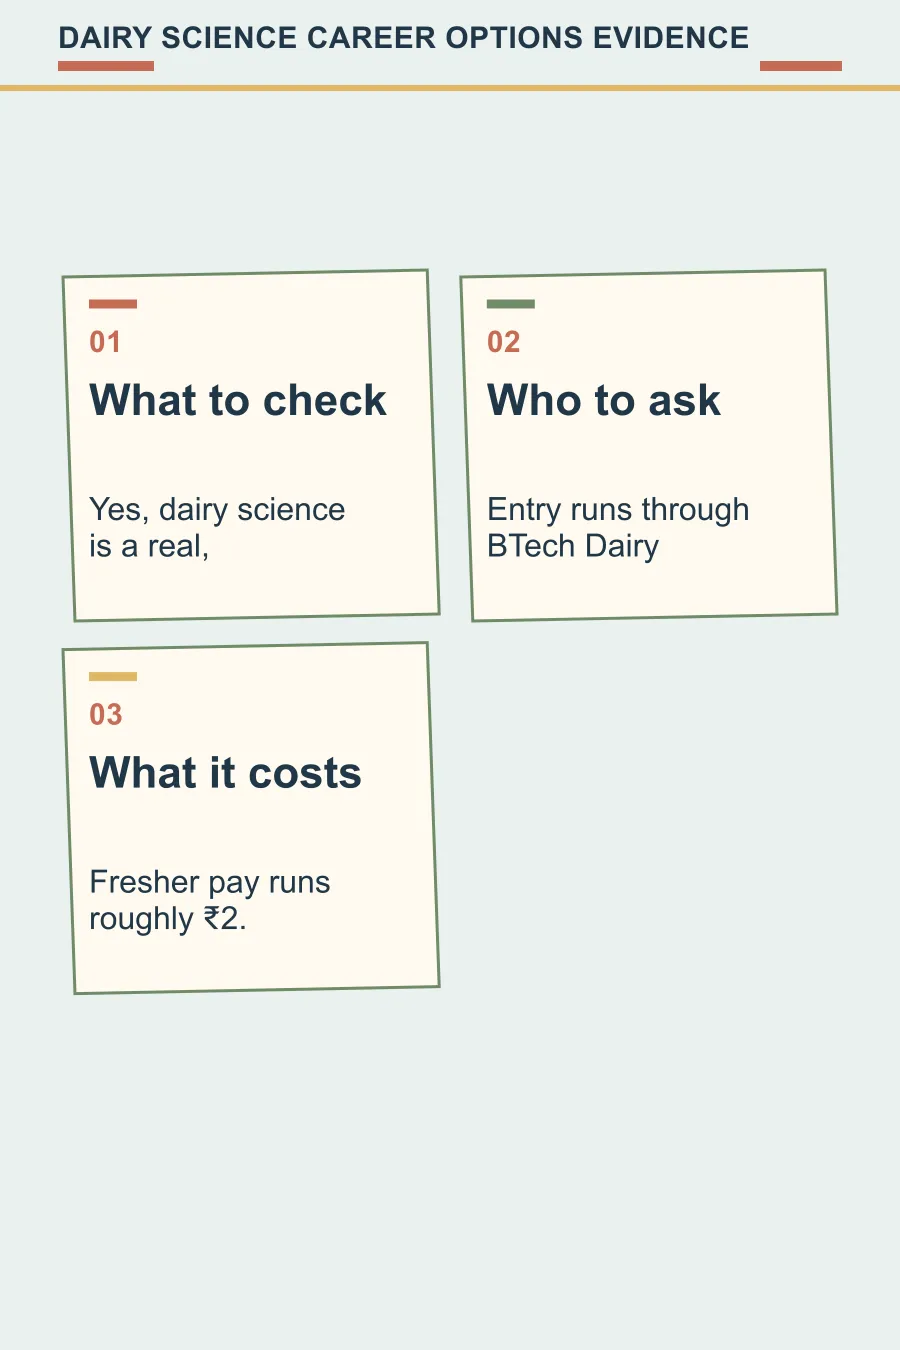 DAIRY SCIENCE CAREER OPTIONS EVIDENCE
01
What to check
Yes, dairy science
is a real,
02
Who to ask
Entry runs through
BTech Dairy
03
What it costs
Fresher pay runs
roughly ₹2.